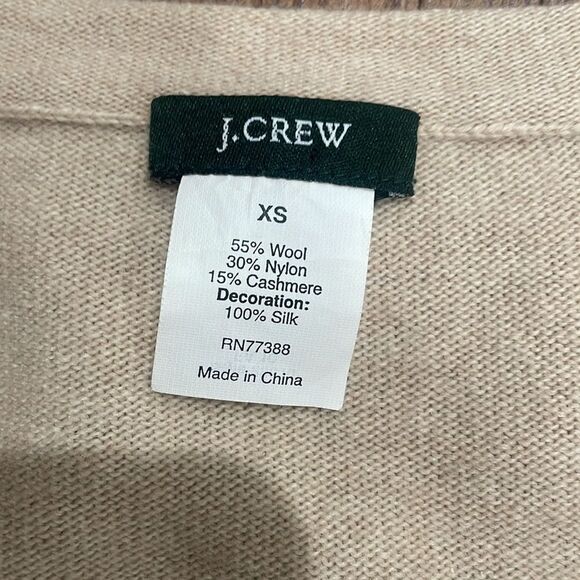 J.CREW
XS
55% Wool
30% Nylon
15% Cashmere
Decoration:
100% Silk
RN77388
Made in China